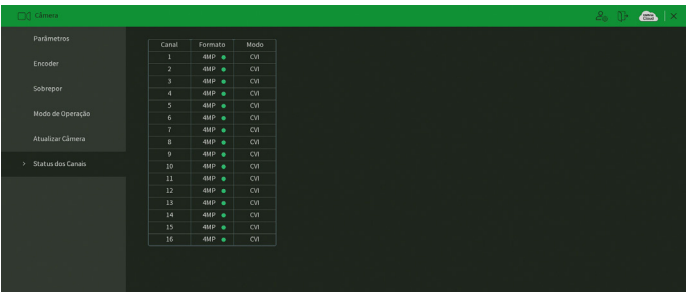 Câmera
Parâmetros
Encoder
Sobrepor
Modo de Operação
Atualizar Câmera
> Status dos Canais
Canal Formato Modo
1 4MP CVI
2 4MP CVI
3 4MP CVI
4 4MP CVI
5 4MP CVI
6 4MP CVI
7 4MP CVI
8 4MP CVI
9 4MP CVI
10 4MP CVI
11 4MP CVI
12 4MP CVI
13 4MP CVI
14 4MP CVI
15 4MP CVI
16 4MP CVI